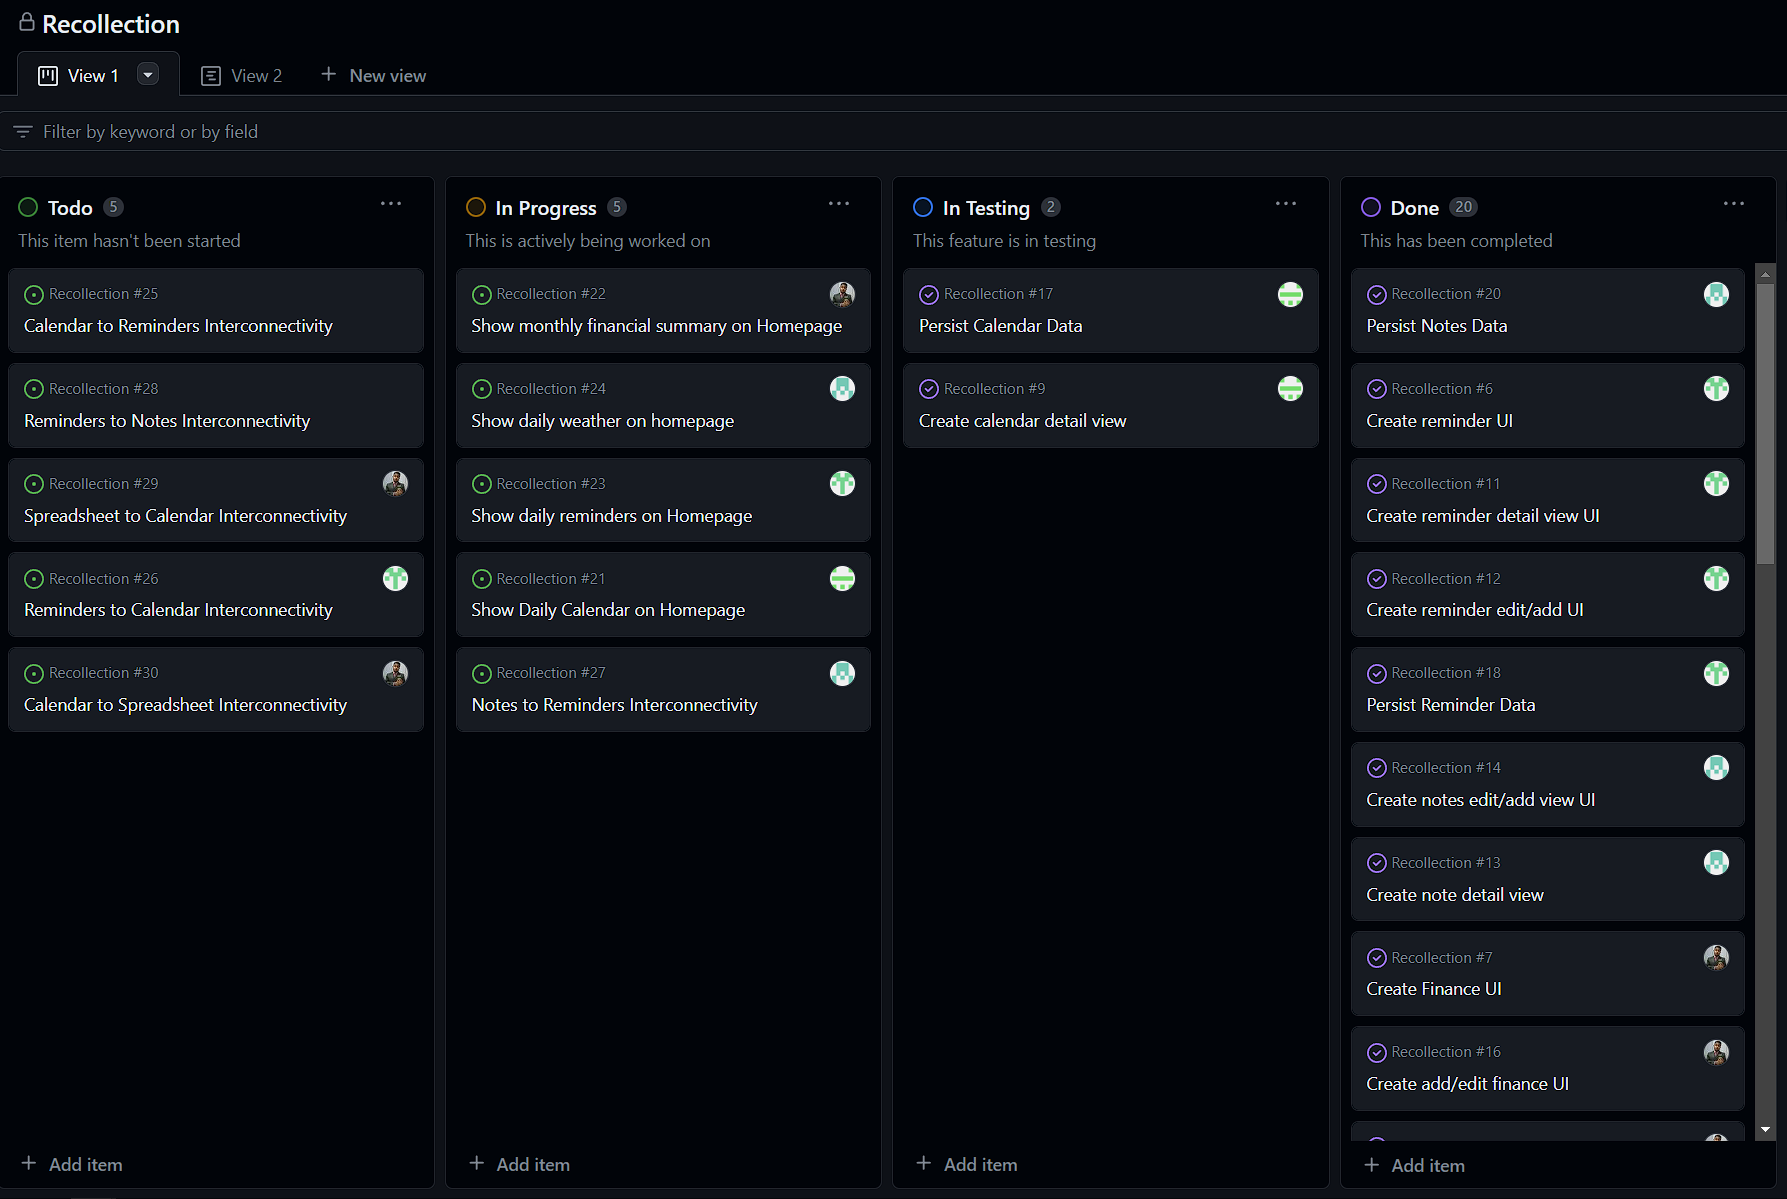 Recollection
View 1
View 2
New view
Filter by keyword or by field
Todo 5
This item hasn't been started
Recollection #25
Calendar to Reminders Interconnectivity
Recollection #28
Reminders to Notes Interconnectivity
Recollection #29
Spreadsheet to Calendar Interconnectivity
Recollection #26
Reminders to Calendar Interconnectivity
Recollection #30
Calendar to Spreadsheet Interconnectivity
Add item
In Progress 5
This is actively being worked on
Recollection #22
Show monthly financial summary on Homepage
Recollection #24
Show daily weather on homepage
Recollection #23
Show daily reminders on Homepage
Recollection #21
Show Daily Calendar on Homepage
Recollection #27
Notes to Reminders Interconnectivity
Add item
In Testing 2
This feature is in testing
Recollection #17
Persist Calendar Data
Recollection #9
Create calendar detail view
Add item
Done 20
This has been completed
Recollection #20
Persist Notes Data
Recollection #6
Create reminder UI
Recollection #11
Create reminder detail view UI
Recollection #12
Create reminder edit/add UI
Recollection #18
Persist Reminder Data
Recollection #14
Create notes edit/add view UI
Recollection #13
Create note detail view
Recollection #7
Create Finance UI
Recollection #16
Create add/edit finance UI
Add item